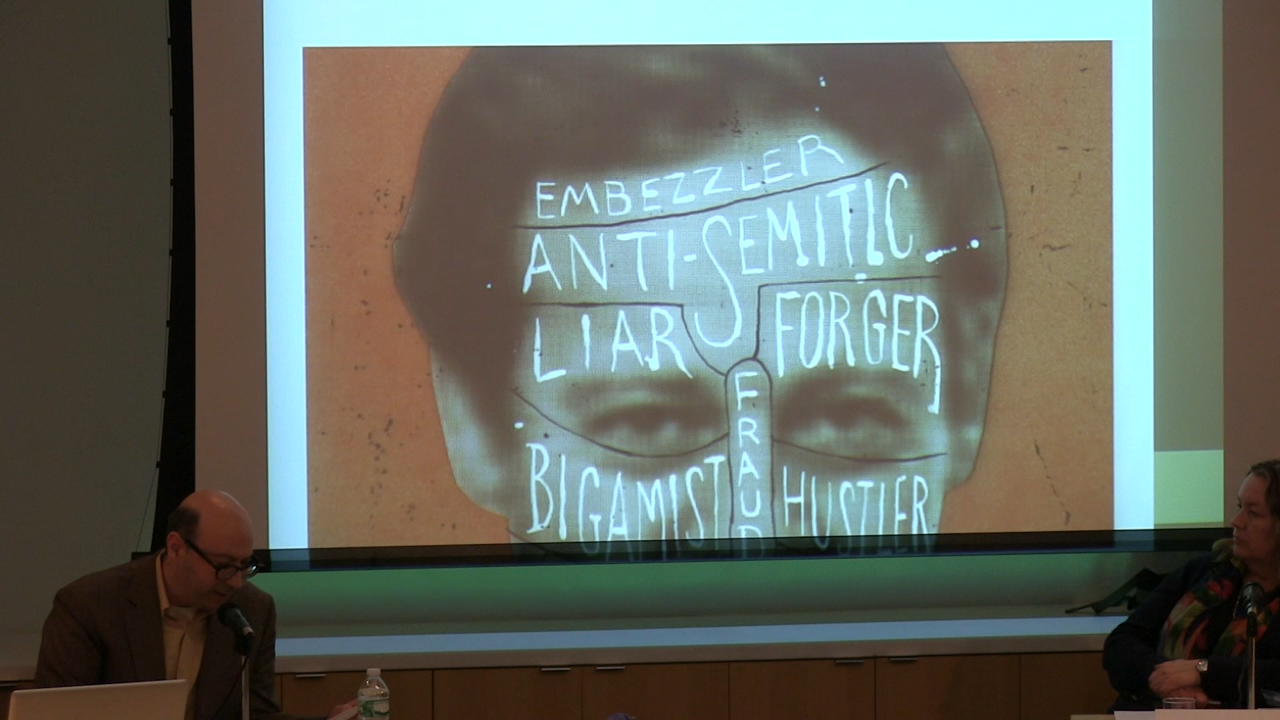 EMBEZZLER
ANTI-SEMITIC
LIAR
FORGER
FRAUD
BIGAMIST
HUSTLER